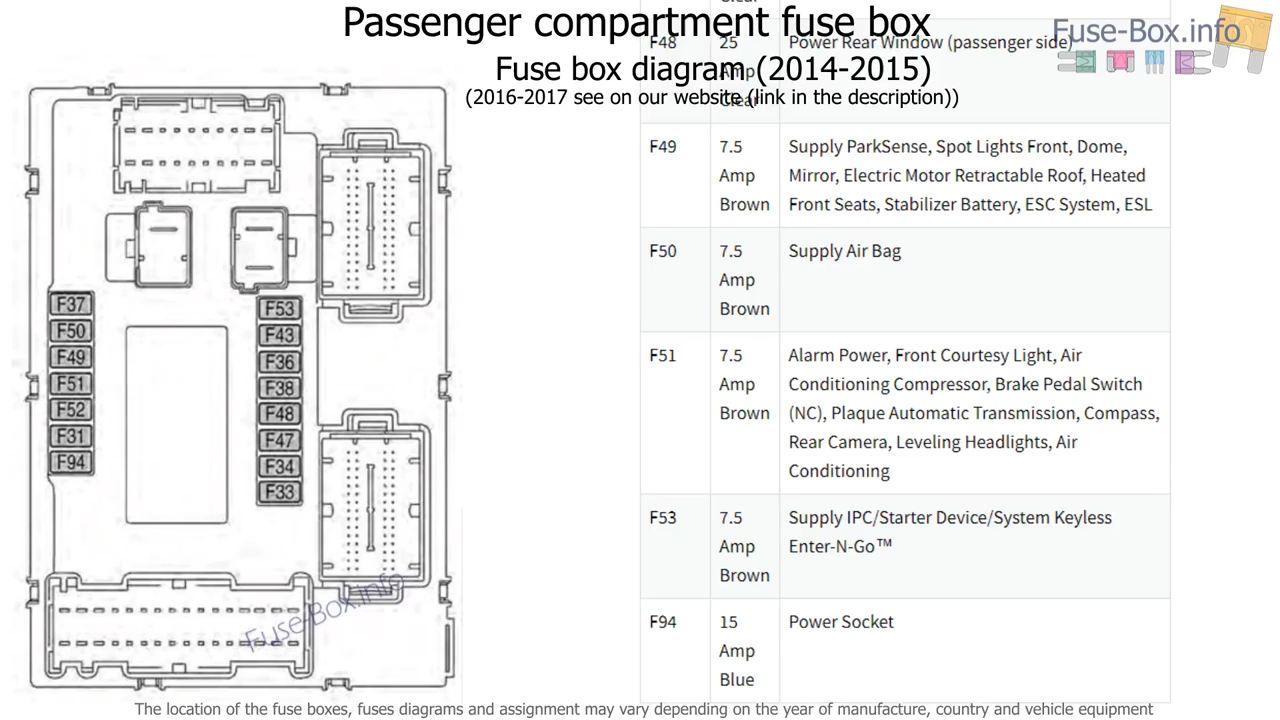 Passenger compartment fuse box
Fuse box diagram (2014-2015)
(2016-2017 see on our website (link in the description))
Fuse-Box.info
F37
F50
F49
F51
F52
F31
F94
F53
F43
F36
F38
F48
F47
F34
F33
Fuse-Box.info
Clear
F48 25 Power Rear Window (passenger side)
Amp
Clear
F49 7.5 Supply ParkSense, Spot Lights Front, Dome,
Amp Mirror, Electric Motor Retractable Roof, Heated
Brown Front Seats, Stabilizer Battery, ESC System, ESL
F50 7.5 Supply Air Bag
Amp
Brown
F51 7.5 Alarm Power, Front Courtesy Light, Air
Amp Conditioning Compressor, Brake Pedal Switch
Brown (NC), Plaque Automatic Transmission, Compass,
Rear Camera, Leveling Headlights, Air
Conditioning
F53 7.5 Supply IPC/Starter Device/System Keyless
Amp Enter-N-Go™
Brown
F94 15 Power Socket
Amp
Blue
The location of the fuse boxes, fuses diagrams and assignment may vary depending on the year of manufacture, country and vehicle equipment